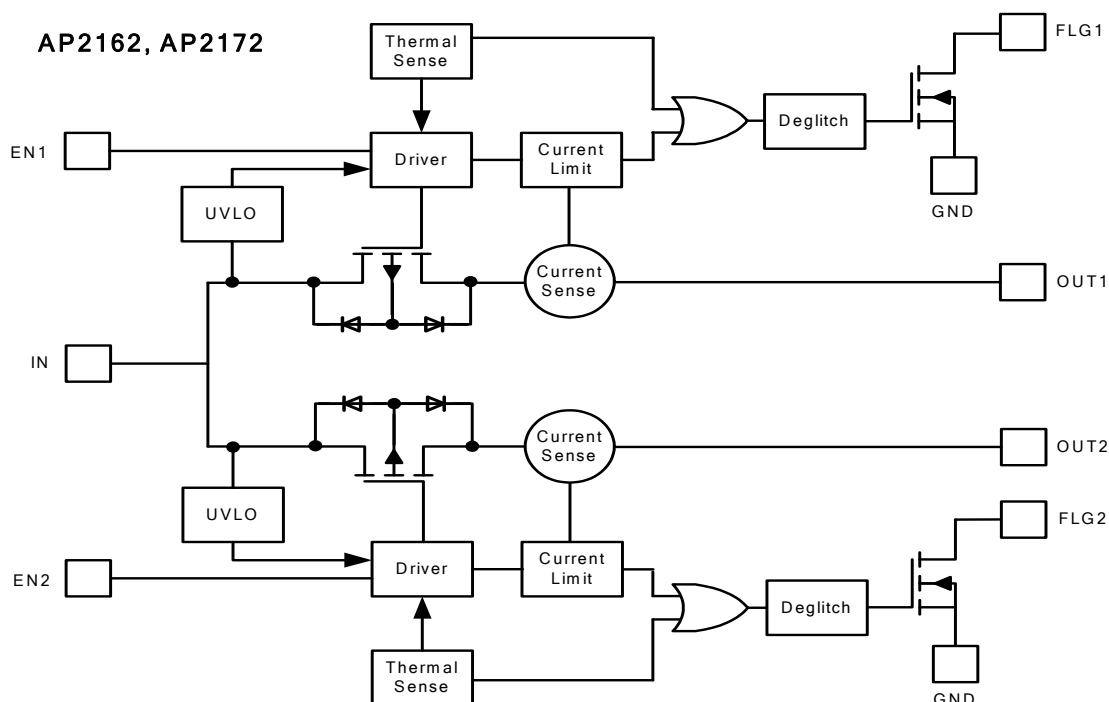 AP2162, AP2172
Thermal
Sense
FLG1
EN1
Driver
Current
Limit
Deglitch
GND
UVLO
Current
Sense
OUT1
IN
Current
Sense
OUT2
UVLO
FLG2
EN2
Driver
Current
Limit
Deglitch
Thermal
Sense
GND